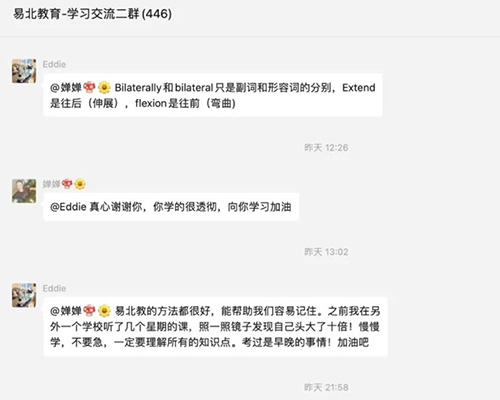 易北教育-学习交流二群(446)
Eddie
@婵婵🍄🌻 Bilaterally和bilateral只是副词和形容词的分别，Extend
是往后（伸展），flexion是往前（弯曲)
昨天 12:26
婵婵🍄🌻
@Eddie 真心谢谢你，你学的很透彻，向你学习加油
昨天 13:02
Eddie
@婵婵🍄🌻 易北教的方法都很好，能帮助我们容易记住。之前我在另
外一个学校听了几个星期的课，照一照镜子发现自己头大了十倍！慢慢
学，不要急，一定要理解所有的知识点。考过是早晚的事情！加油吧
昨天 21:58